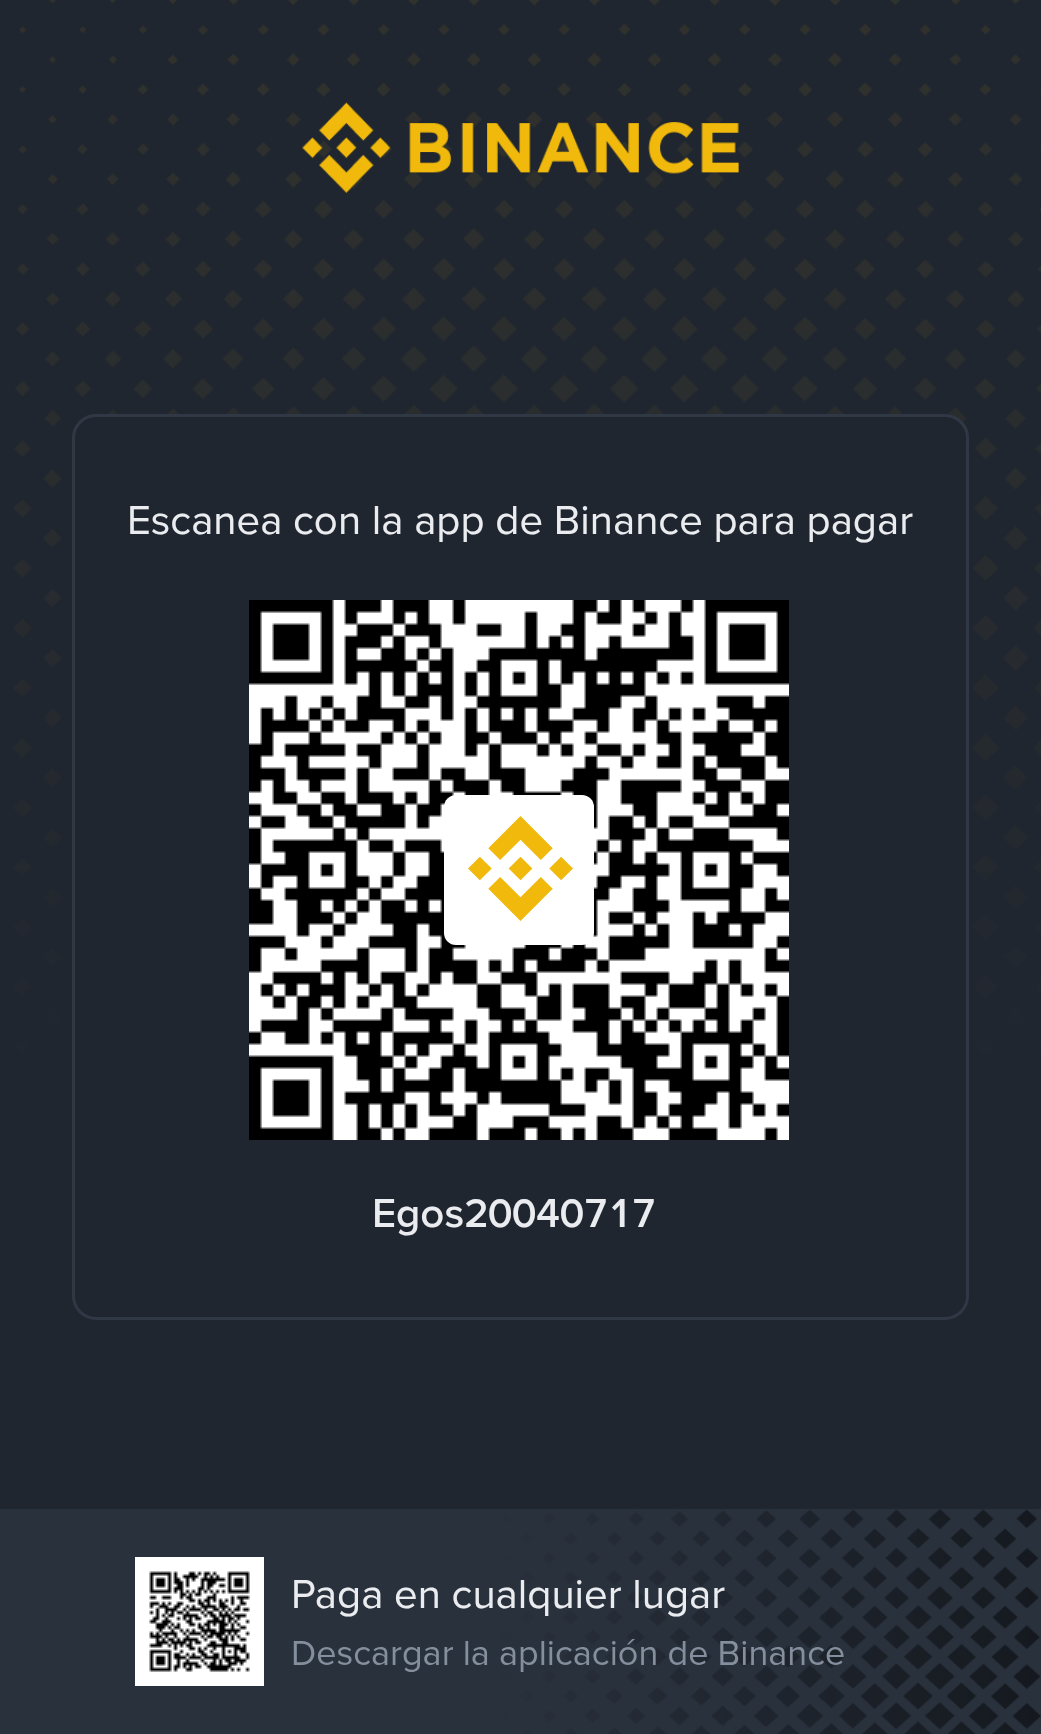 BINANCE
Escanea con la app de Binance para pagar
Egos20040717
Paga en cualquier lugar
Descargar la aplicación de Binance